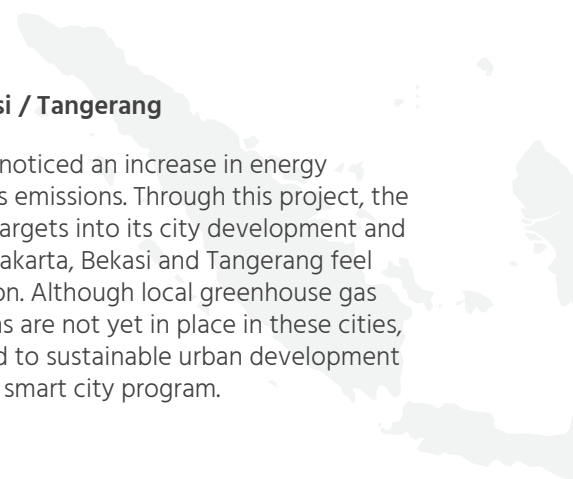 si / Tangerang
noticed an increase in energy
s emissions. Through this project, the
argets into its city development and
akarta, Bekasi and Tangerang feel
on. Although local greenhouse gas
s are not yet in place in these cities,
d to sustainable urban development
smart city program.